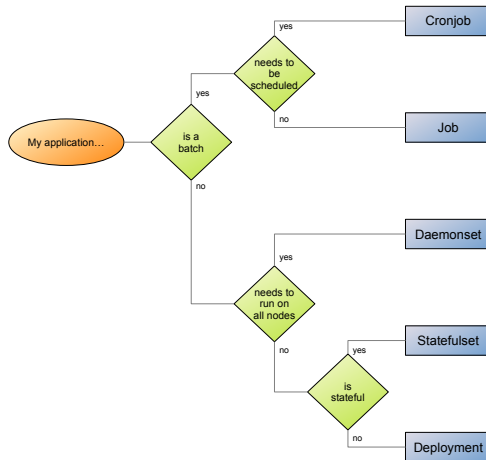 yes
Cronjob
needs to
be
scheduled
yes
no
Job
My application...
is a
batch
no
Daemonset
yes
needs to
run on
all nodes
Statefulset
no
yes
is
stateful
no
Deployment